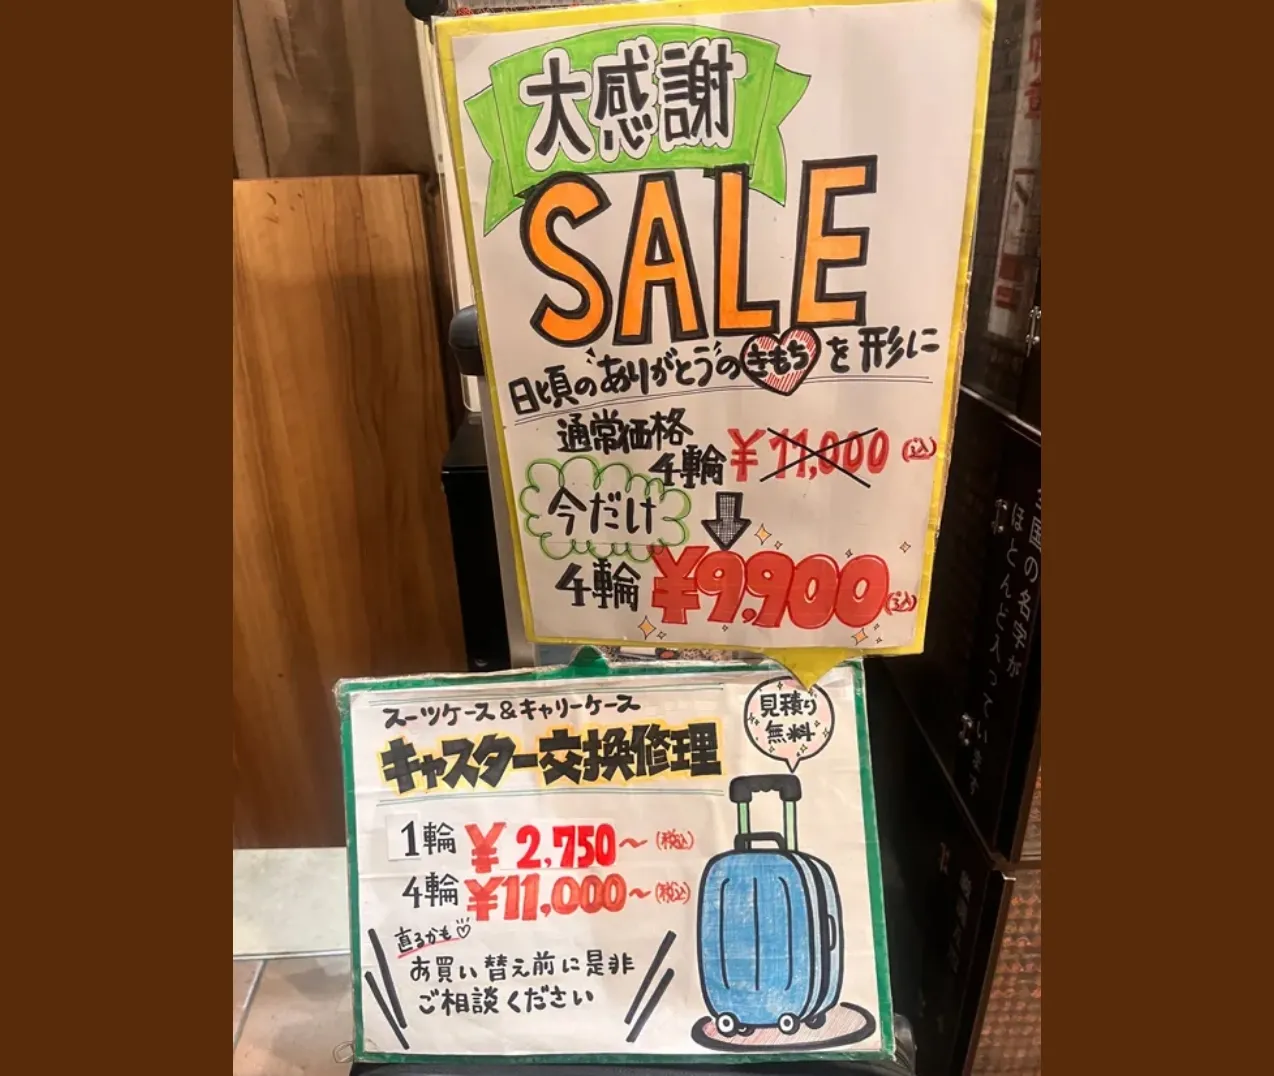 大感謝
SALE
日頃の"ありがとう"のきもちを形に
通常価格
4輪 ¥11,000(込)
今だけ
4輪 ¥9,900(込)
スーツケース&キャリーケース
キャスター交換修理
見積り
無料
1輪 ¥2,750〜(税込)
4輪 ¥11,000〜(税込)
直るかも♡
お買い替え前に是非
ご相談ください
の名字が
ほとんど入っています